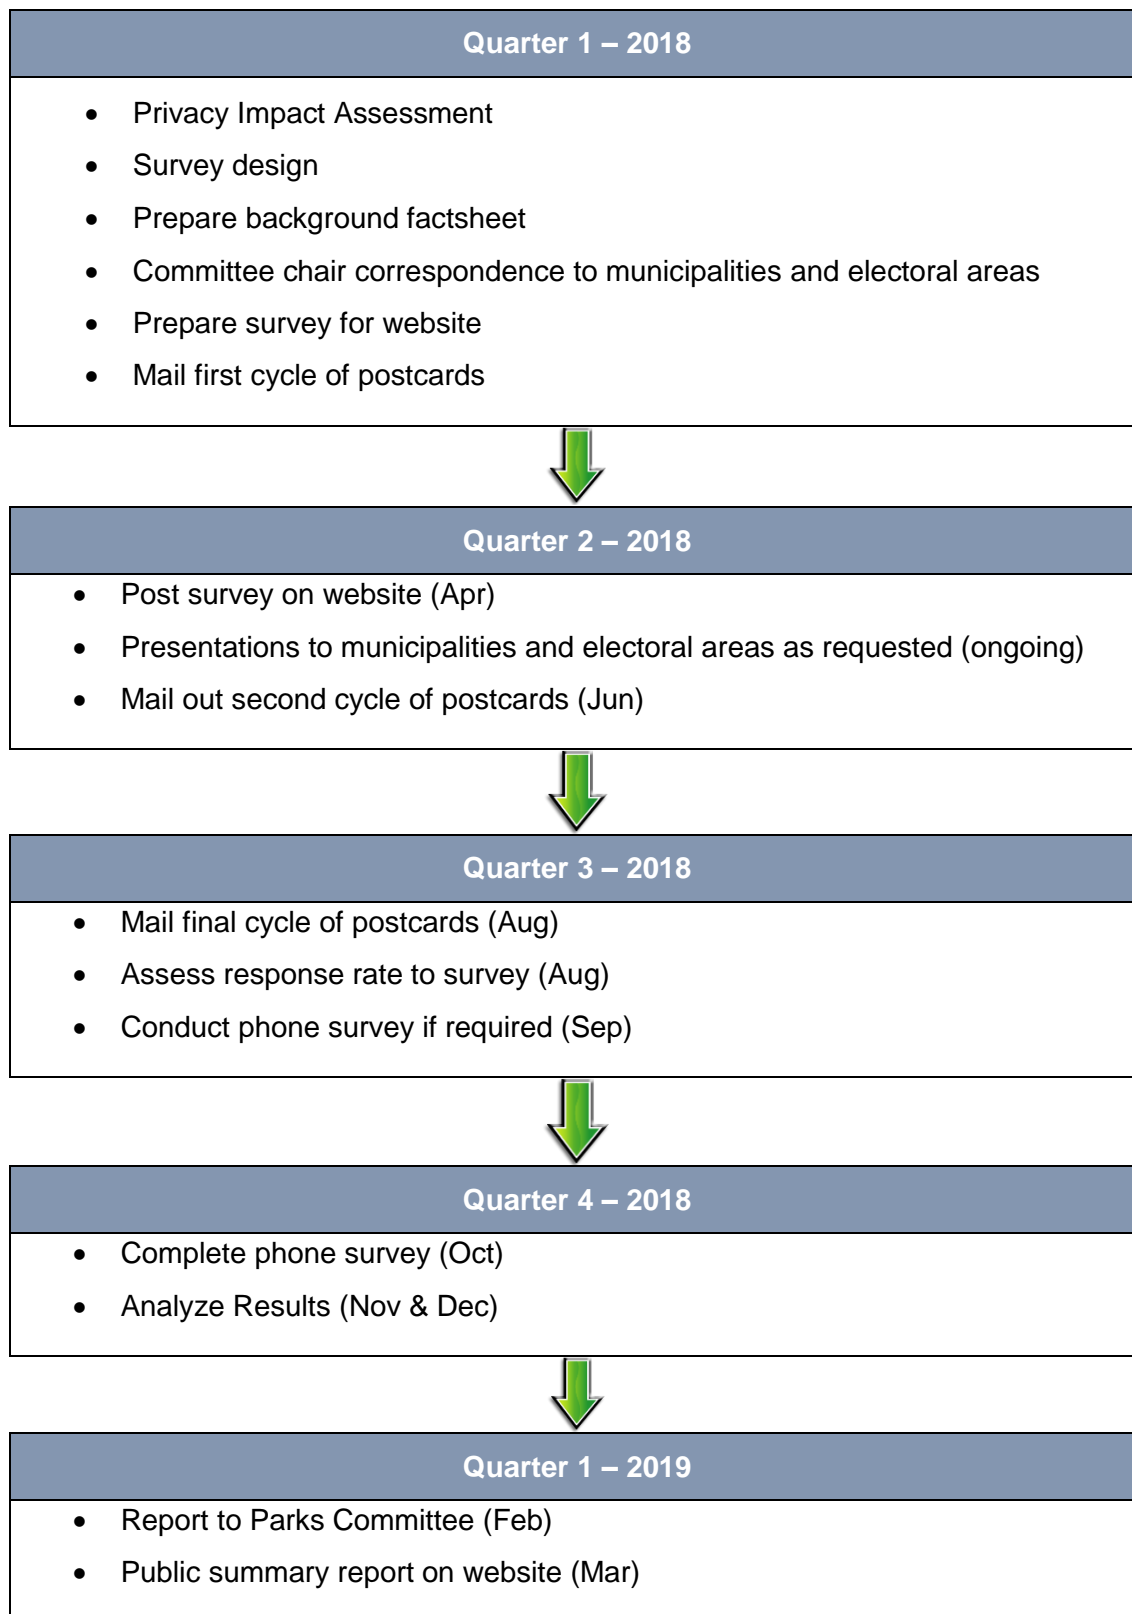 Quarter 1 – 2018
• Privacy Impact Assessment
• Survey design
• Prepare background factsheet
• Committee chair correspondence to municipalities and electoral areas
• Prepare survey for website
• Mail first cycle of postcards
Quarter 2 – 2018
• Post survey on website (Apr)
• Presentations to municipalities and electoral areas as requested (ongoing)
• Mail out second cycle of postcards (Jun)
Quarter 3 – 2018
• Mail final cycle of postcards (Aug)
• Assess response rate to survey (Aug)
• Conduct phone survey if required (Sep)
Quarter 4 – 2018
• Complete phone survey (Oct)
• Analyze Results (Nov & Dec)
Quarter 1 – 2019
• Report to Parks Committee (Feb)
• Public summary report on website (Mar)